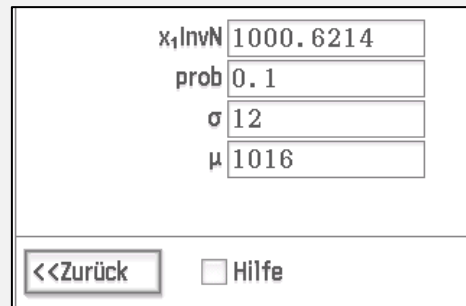 x₁InvN 1000.6214
prob 0.1
σ 12
μ 1016
<<Zurück Hilfe